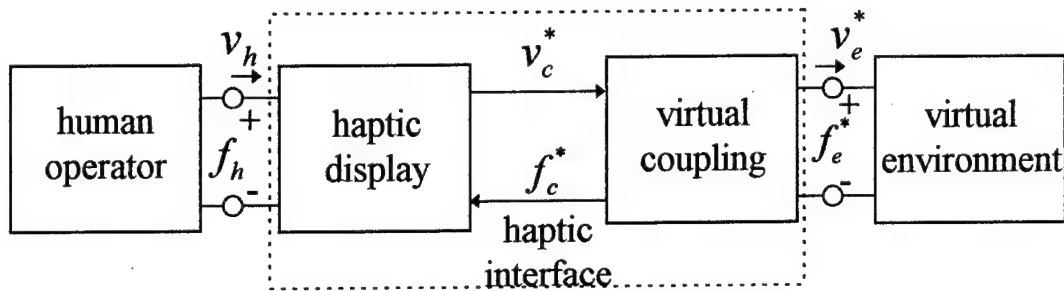 human
operator
v_h
+
f_h
-
haptic
display
v_c^*
f_c^*
haptic
interface
virtual
coupling
v_e^*
+
f_e^*
-
virtual
environment